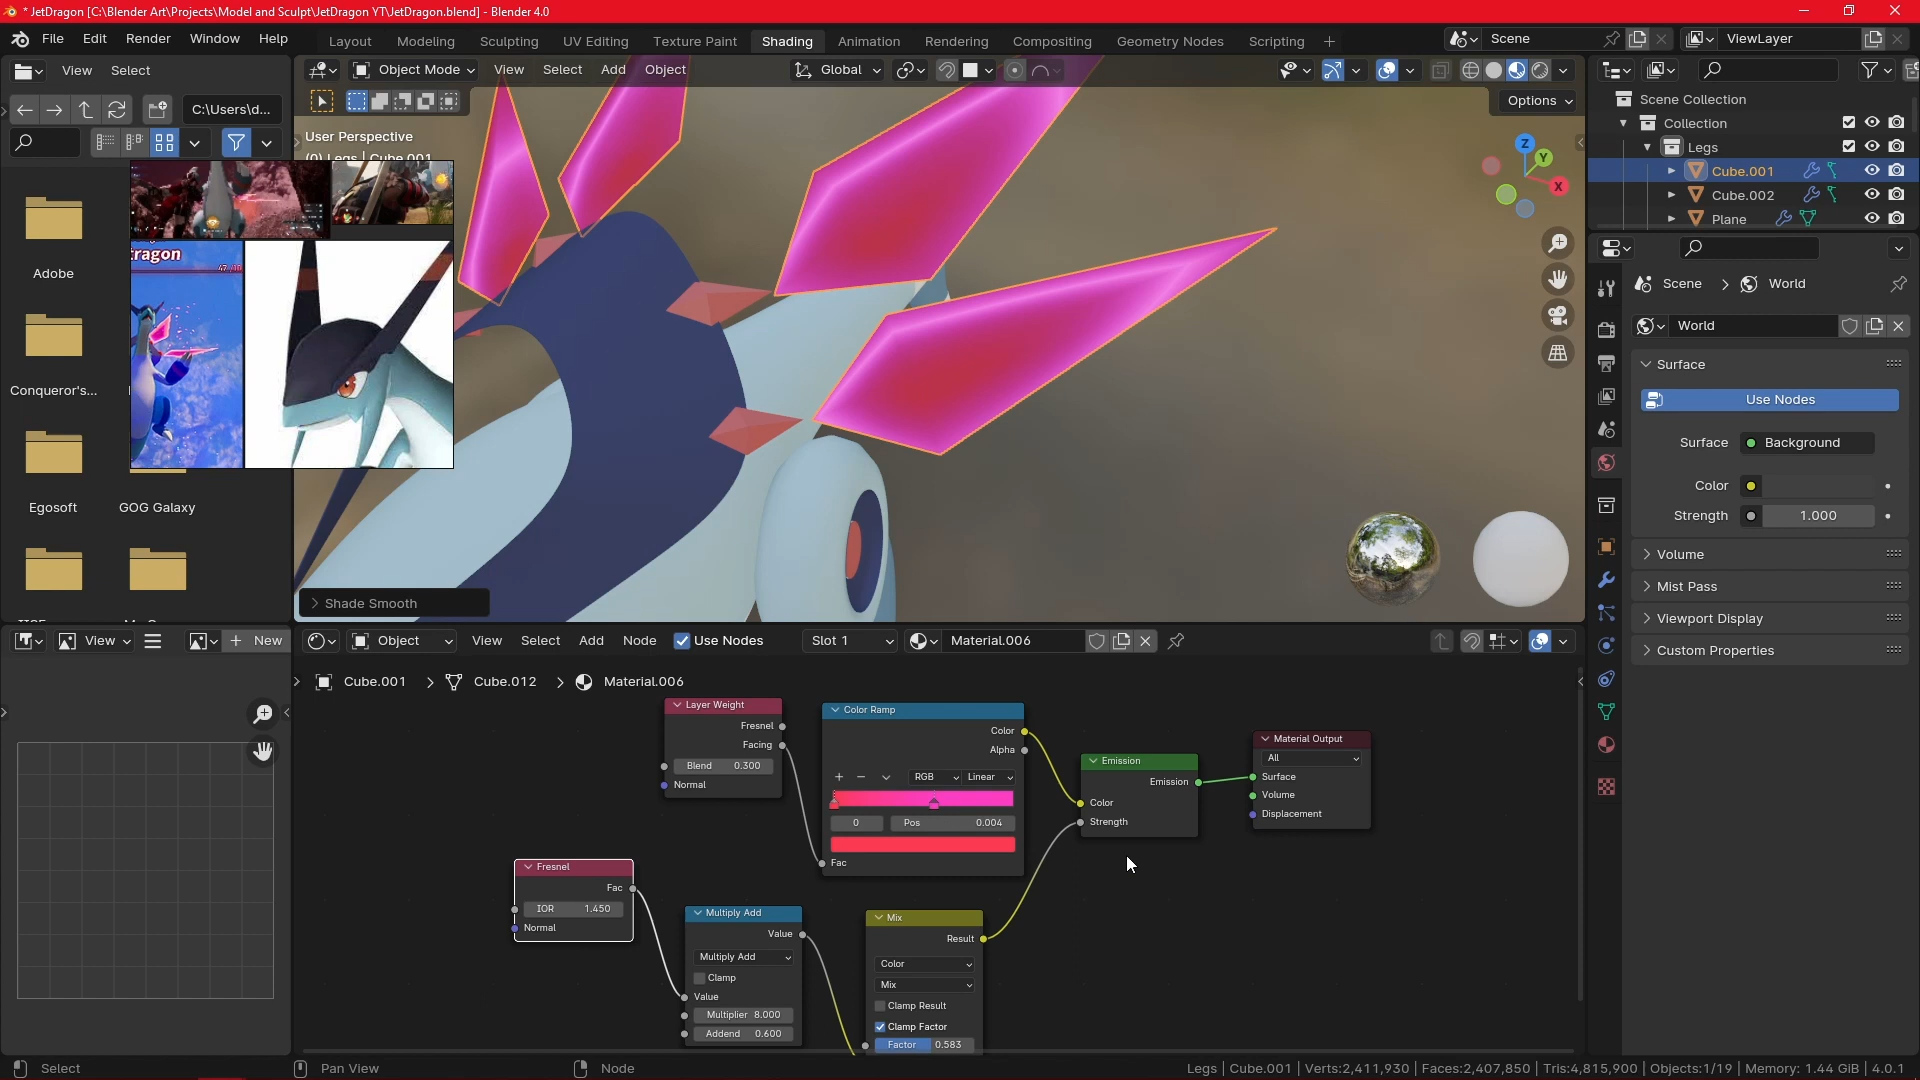 * JetDragon [C:\Blender Art\Projects\Model and Sculpt\JetDragon YT\JetDragon.blend] - Blender 4.0
File Edit Render Window Help
Layout Modeling Sculpting UV Editing Texture Paint Shading Animation Rendering Compositing Geometry Nodes Scripting +
Scene
ViewLayer
View Select
C:\Users\d...
Adobe
Conqueror's...
Egosoft
GOG Galaxy
ragon
Object Mode View Select Add Object
Global
Options
User Perspective
(0) Legs | Cube.001
Z
Y
X
Shade Smooth
Scene Collection
Collection
Legs
Cube.001
Cube.002
Plane
Scene > World
World
Surface
Use Nodes
Surface Background
Color
Strength 1.000
Volume
Mist Pass
Viewport Display
Custom Properties
View
+ New
Object View Select Add Node Use Nodes
Slot 1
Material.006
Cube.001 > Cube.012 > Material.006
Layer Weight
Fresnel
Facing
Blend 0.300
Normal
Color Ramp
Color
Alpha
+ − RGB Linear
0 Pos 0.004
Fac
Emission
Emission
Color
Strength
Material Output
All
Surface
Volume
Displacement
Fresnel
Fac
IOR 1.450
Normal
Multiply Add
Value
Multiply Add
Clamp
Value
Multiplier 8.000
Addend 0.600
Mix
Result
Color
Mix
Clamp Result
Clamp Factor
Factor 0.583
Select
Pan View
Node
Legs | Cube.001 | Verts:2,411,930 | Faces:2,407,850 | Tris:4,815,900 | Objects:1/19 | Memory: 1.44 GiB | 4.0.1